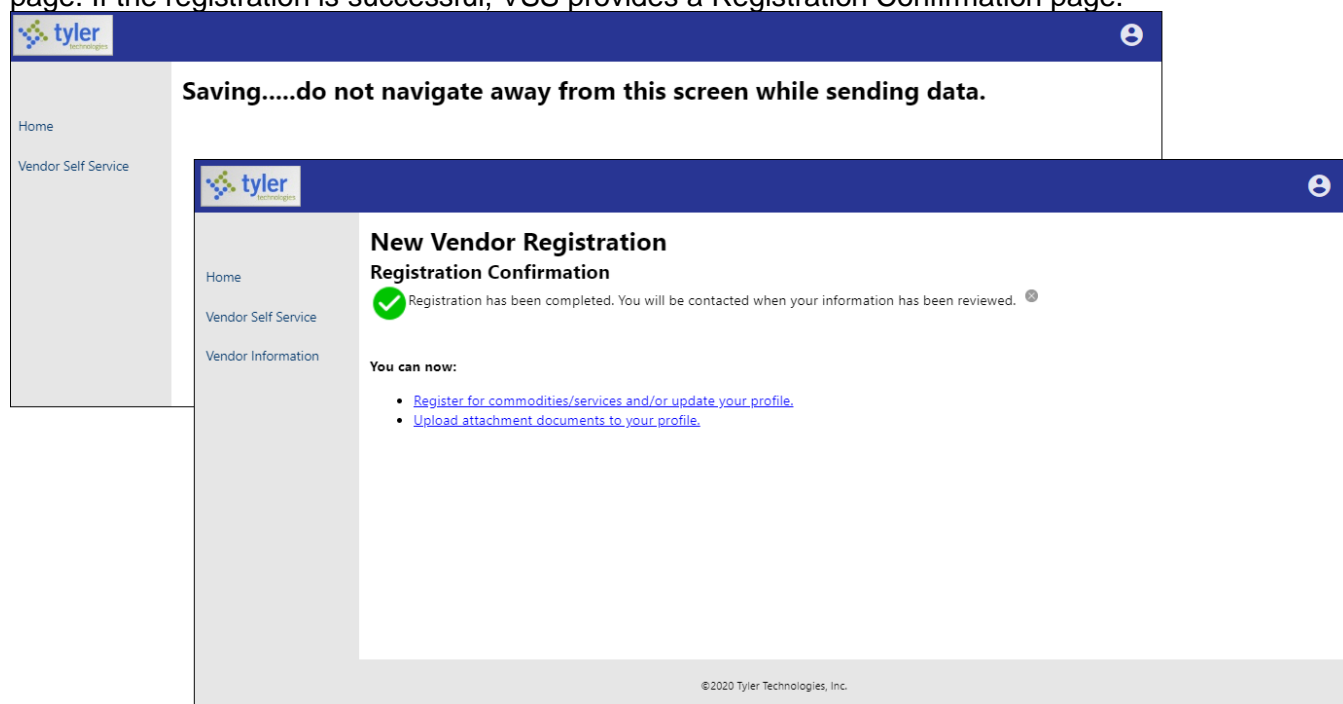 page. If the registration is successful, VSS provides a Registration Confirmation page.
tyler
technologies
Saving.....do not navigate away from this screen while sending data.
Home
Vendor Self Service
tyler
technologies
New Vendor Registration
Registration Confirmation
Home
Registration has been completed. You will be contacted when your information has been reviewed.
Vendor Self Service
Vendor Information
You can now:
• Register for commodities/services and/or update your profile.
• Upload attachment documents to your profile.
©2020 Tyler Technologies, Inc.